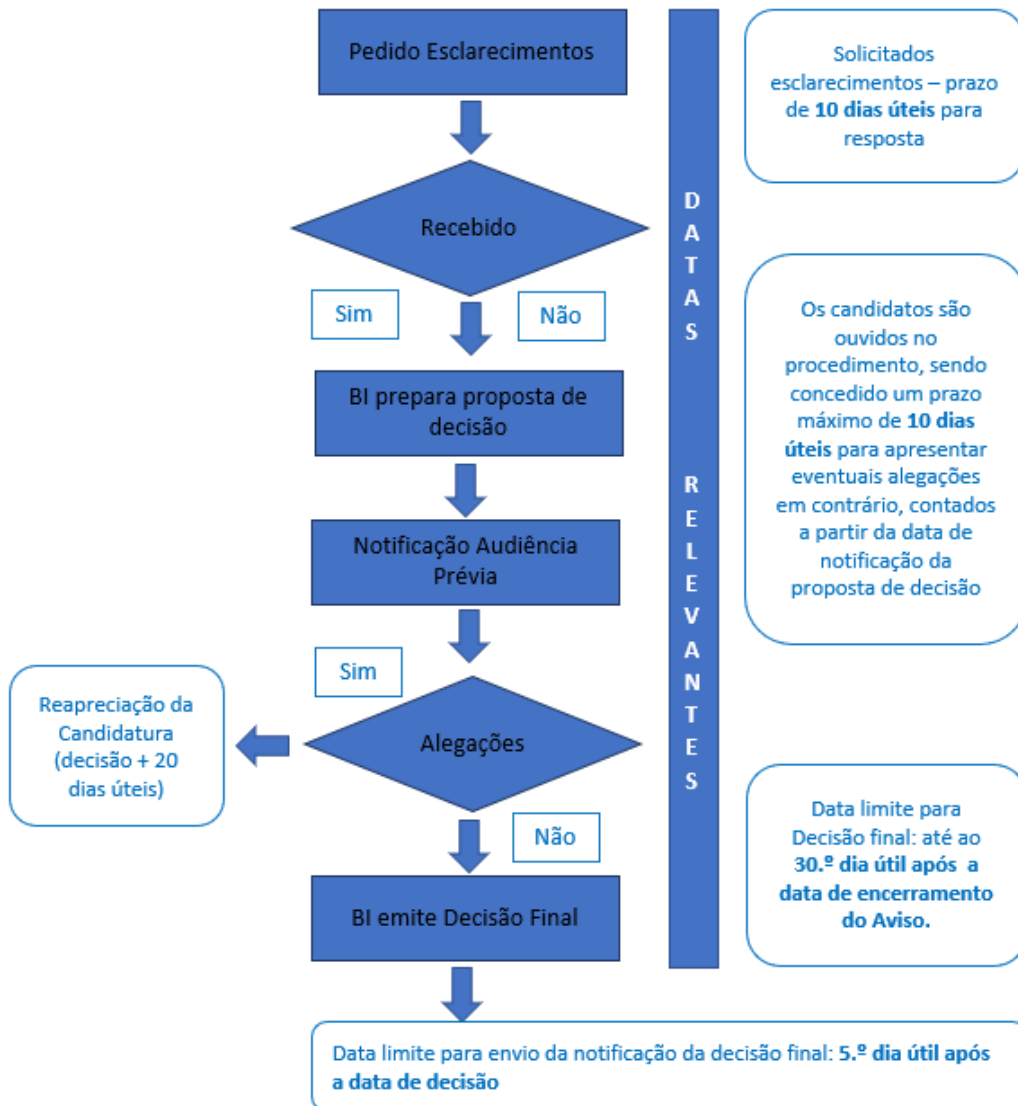 Pedido Esclarecimentos
Solicitados
esclarecimentos – prazo
de 10 dias úteis para
resposta
Recebido
Sim
Não
BI prepara proposta de
decisão
Notificação Audiência
Prévia
DATAS RELEVANTES
Os candidatos são
ouvidos no
procedimento, sendo
concedido um prazo
máximo de 10 dias
úteis para apresentar
eventuais alegações
em contrário, contados
a partir da data de
notificação da
proposta de decisão
Sim
Alegações
Reapreciação da
Candidatura
(decisão + 20
dias úteis)
Não
BI emite Decisão Final
Data limite para
Decisão final: até ao
30.º dia útil após a
data de encerramento
do Aviso.
Data limite para envio da notificação da decisão final: 5.º dia útil após
a data de decisão